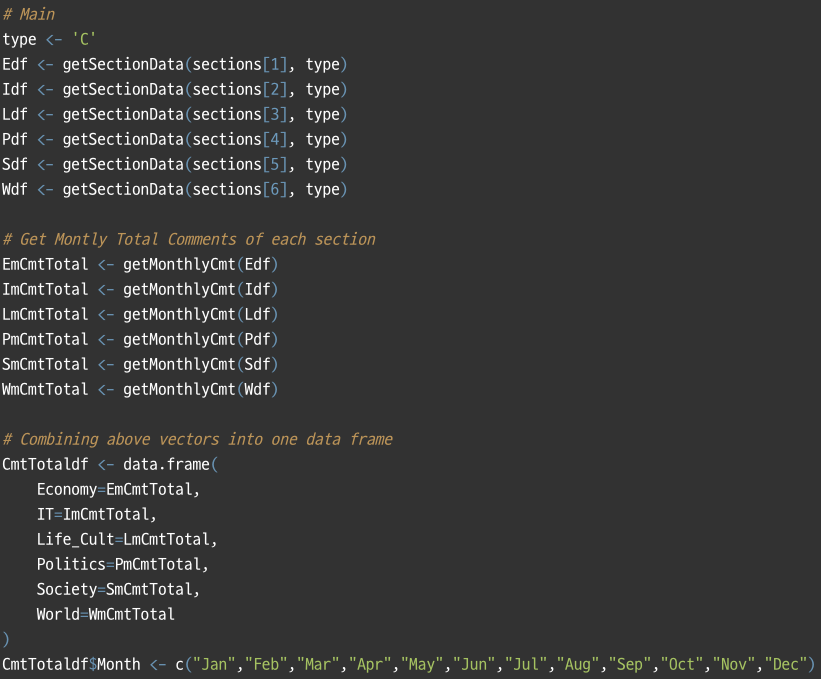 # Main
type <- 'C'
Edf <- getSectionData(sections[1], type)
Idf <- getSectionData(sections[2], type)
Ldf <- getSectionData(sections[3], type)
Pdf <- getSectionData(sections[4], type)
Sdf <- getSectionData(sections[5], type)
Wdf <- getSectionData(sections[6], type)

# Get Montly Total Comments of each section
EmCmtTotal <- getMonthlyCmt(Edf)
ImCmtTotal <- getMonthlyCmt(Idf)
LmCmtTotal <- getMonthlyCmt(Ldf)
PmCmtTotal <- getMonthlyCmt(Pdf)
SmCmtTotal <- getMonthlyCmt(Sdf)
WmCmtTotal <- getMonthlyCmt(Wdf)

# Combining above vectors into one data frame
CmtTotaldf <- data.frame(
    Economy=EmCmtTotal,
    IT=ImCmtTotal,
    Life_Cult=LmCmtTotal,
    Politics=PmCmtTotal,
    Society=SmCmtTotal,
    World=WmCmtTotal
)
CmtTotaldf$Month <- c("Jan","Feb","Mar","Apr","May","Jun","Jul","Aug","Sep","Oct","Nov","Dec")